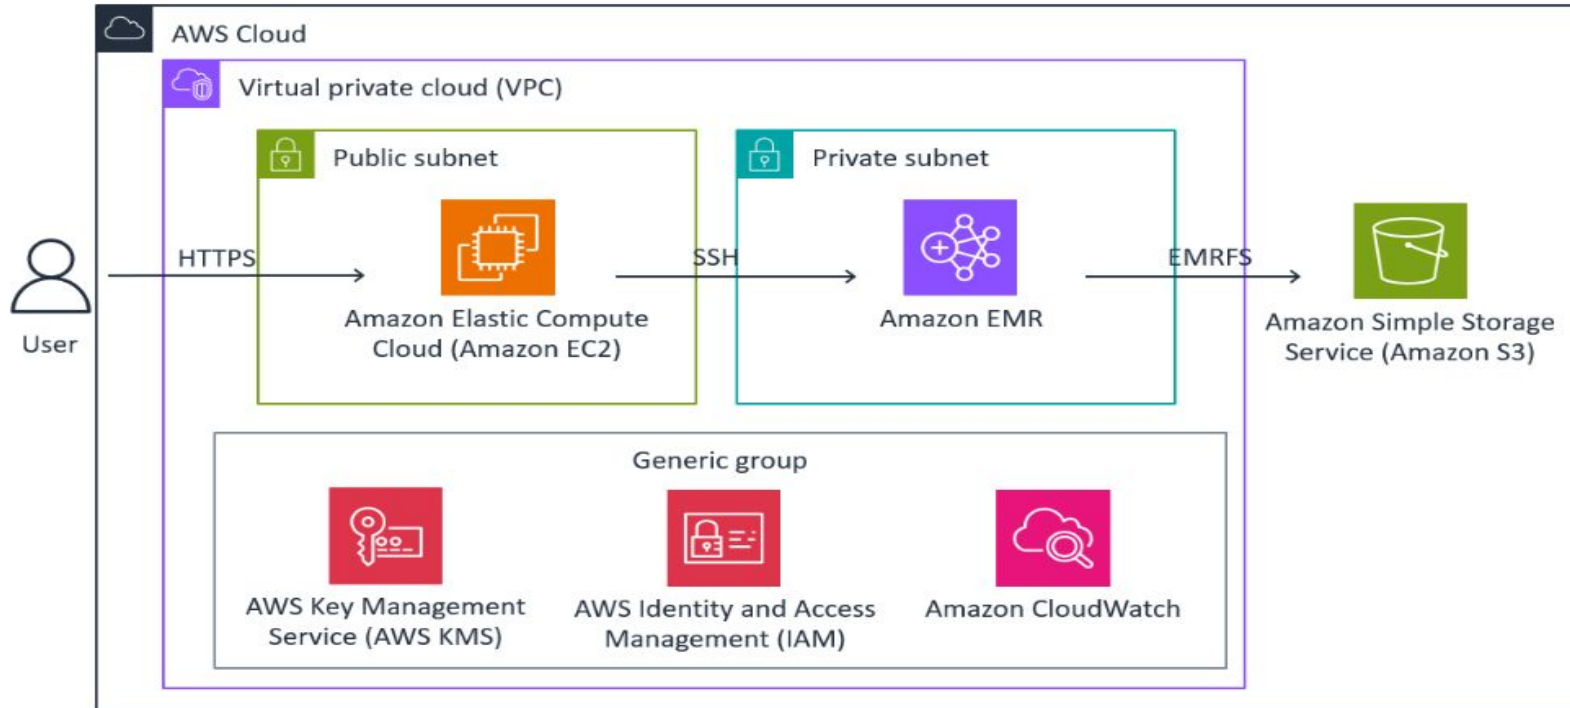 AWS Cloud
Virtual private cloud (VPC)
Public subnet
Private subnet
HTTPS
SSH
EMRFS
User
Amazon Elastic Compute
Cloud (Amazon EC2)
Amazon EMR
Amazon Simple Storage
Service (Amazon S3)
Generic group
AWS Key Management
Service (AWS KMS)
AWS Identity and Access
Management (IAM)
Amazon CloudWatch